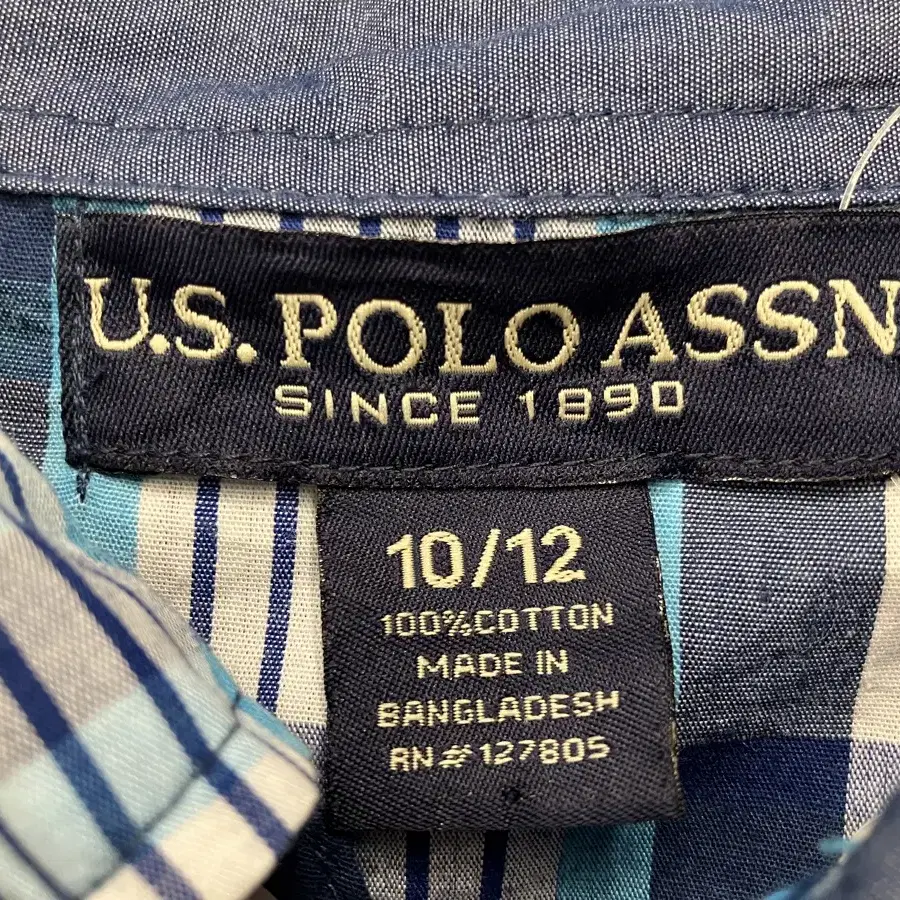 U.S. POLO ASSN
SINCE 1890
10/12
100%COTTON
MADE IN
BANGLADESH
RN#127805